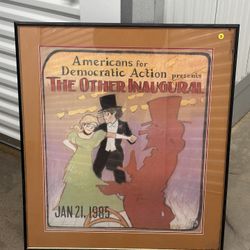 Americans for
Democratic Action presents
THE OTHER INAUGURAL
JAN 21, 1985